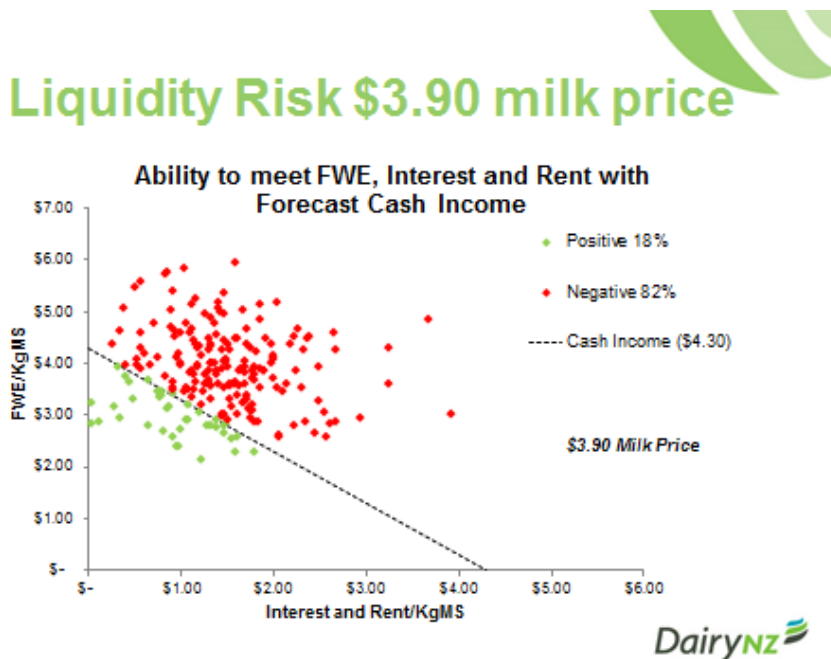 Liquidity Risk $3.90 milk price
Ability to meet FWE, Interest and Rent with
Forecast Cash Income
$7.00
$6.00
$5.00
$4.00
$3.00
$2.00
$1.00
$-
FWE/KgMS
Positive 18%
Negative 82%
Cash Income ($4.30)
$3.90 Milk Price
$- $1.00 $2.00 $3.00 $4.00 $5.00 $6.00
Interest and Rent/KgMS
DairyNZ